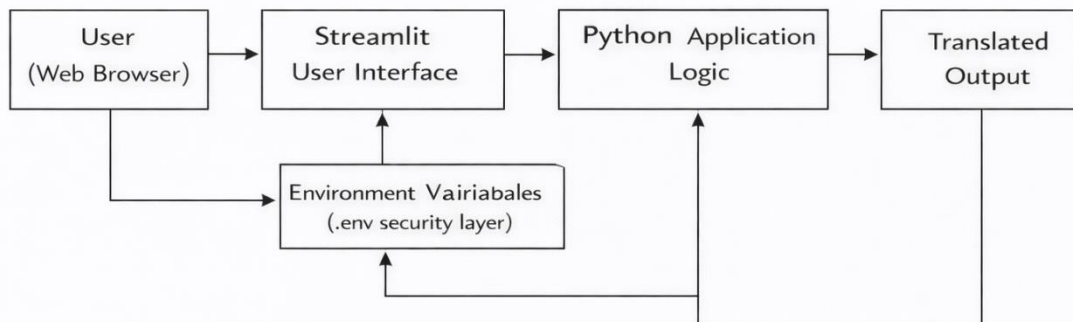 User
(Web Browser)
Streamlit
User Interface
Python Application
Logic
Translated
Output
Environment Vairiabales
(.env security layer)